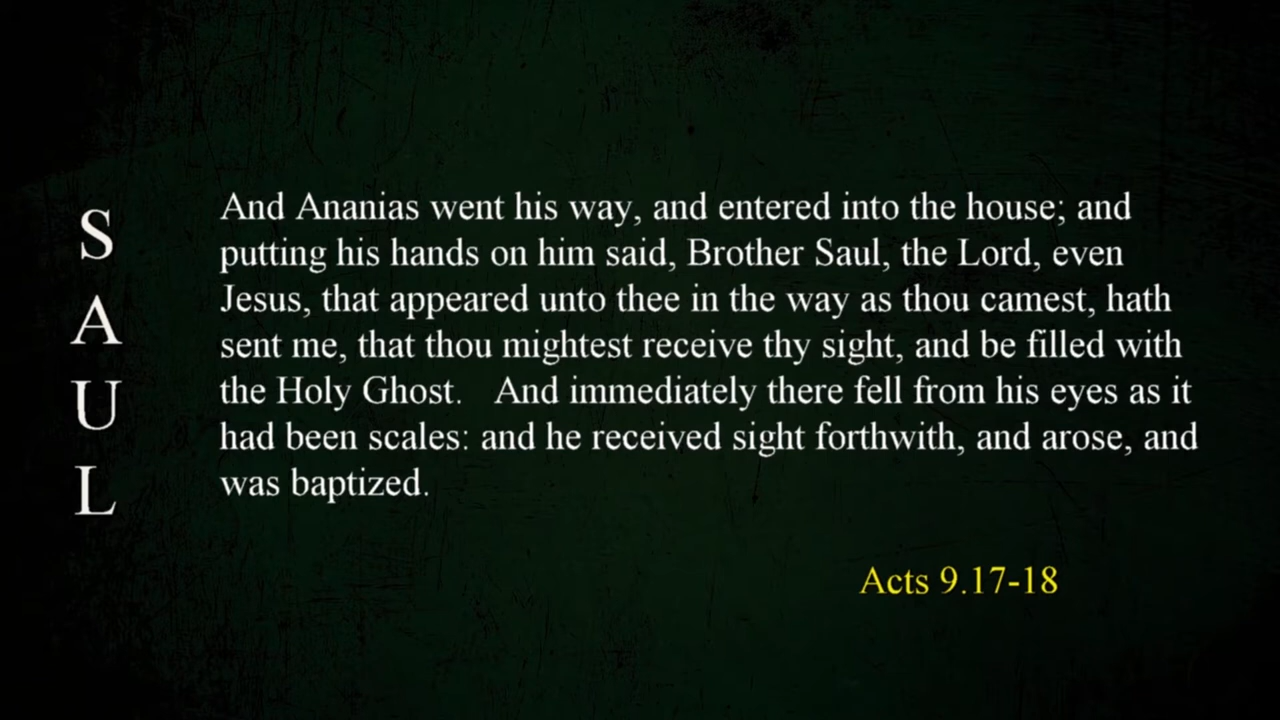 S
A
U
L
And Ananias went his way, and entered into the house; and
putting his hands on him said, Brother Saul, the Lord, even
Jesus, that appeared unto thee in the way as thou camest, hath
sent me, that thou mightest receive thy sight, and be filled with
the Holy Ghost.   And immediately there fell from his eyes as it
had been scales: and he received sight forthwith, and arose, and
was baptized.
Acts 9.17-18